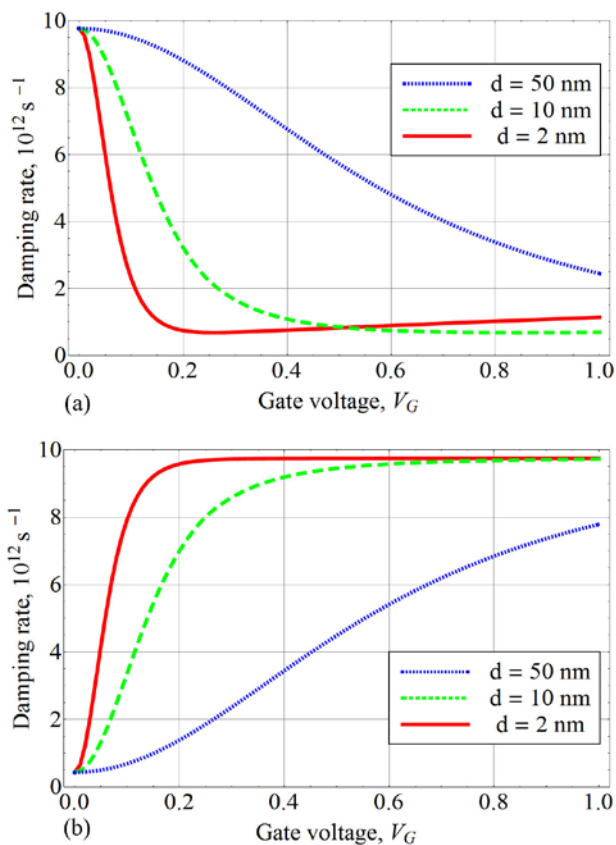 10
8
6
4
2
0
Damping rate, 10¹² s⁻¹
d = 50 nm
d = 10 nm
d = 2 nm
0.0 0.2 0.4 0.6 0.8 1.0
(a)
Gate voltage, V_G
10
8
6
4
2
0
Damping rate, 10¹² s⁻¹
d = 50 nm
d = 10 nm
d = 2 nm
0.0 0.2 0.4 0.6 0.8 1.0
(b)
Gate voltage, V_G